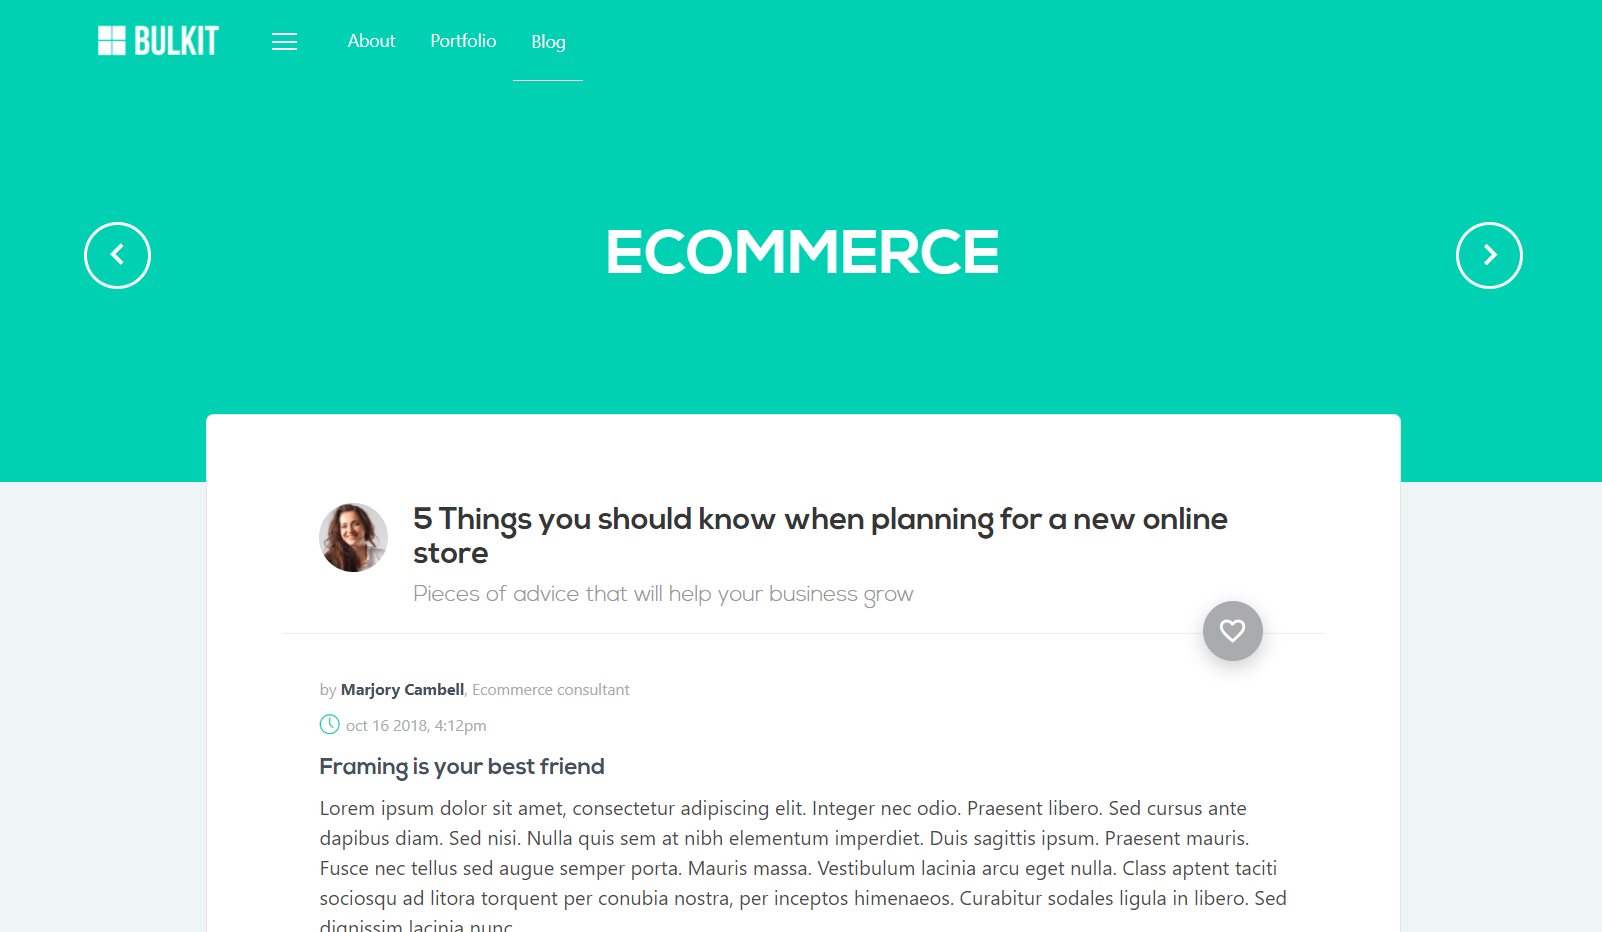 BULKIT
About
Portfolio
Blog
ECOMMERCE
5 Things you should know when planning for a new online
store
Pieces of advice that will help your business grow
by Marjory Cambell, Ecommerce consultant
oct 16 2018, 4:12pm
Framing is your best friend
Lorem ipsum dolor sit amet, consectetur adipiscing elit. Integer nec odio. Praesent libero. Sed cursus ante
dapibus diam. Sed nisi. Nulla quis sem at nibh elementum imperdiet. Duis sagittis ipsum. Praesent mauris.
Fusce nec tellus sed augue semper porta. Mauris massa. Vestibulum lacinia arcu eget nulla. Class aptent taciti
sociosqu ad litora torquent per conubia nostra, per inceptos himenaeos. Curabitur sodales ligula in libero. Sed
dignissim lacinia nunc.